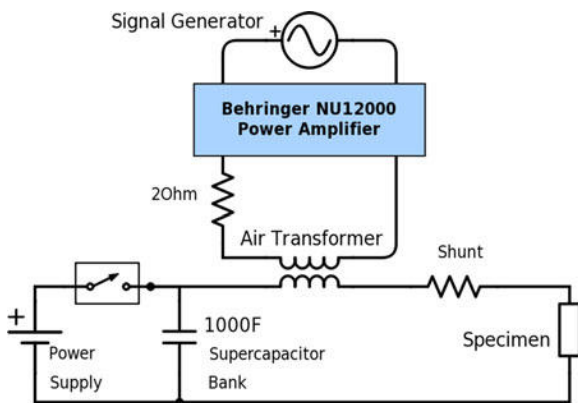 Signal Generator
+
Behringer NU12000
Power Amplifier
2Ohm
Air Transformer
Shunt
+
1000F
Power
Supply
Supercapacitor
Bank
Specimen